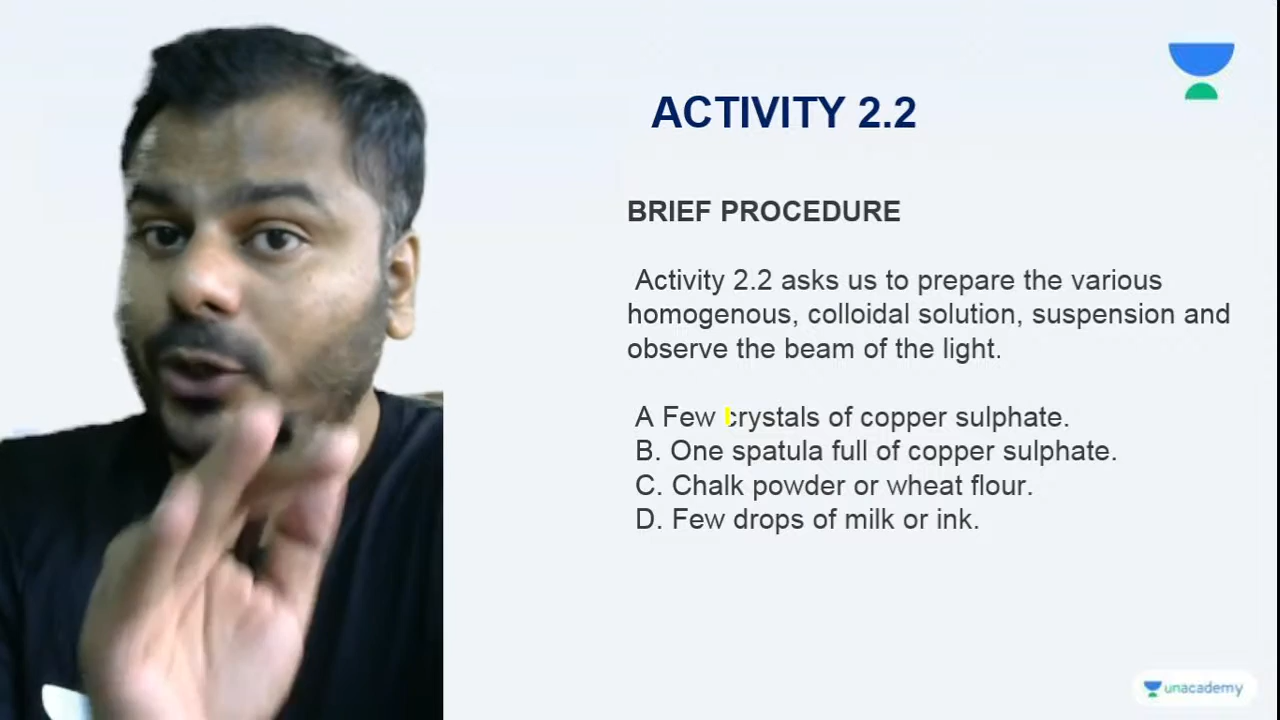 ACTIVITY 2.2
BRIEF PROCEDURE
Activity 2.2 asks us to prepare the various
homogenous, colloidal solution, suspension and
observe the beam of the light.
A Few crystals of copper sulphate.
B. One spatula full of copper sulphate.
C. Chalk powder or wheat flour.
D. Few drops of milk or ink.
unacademy